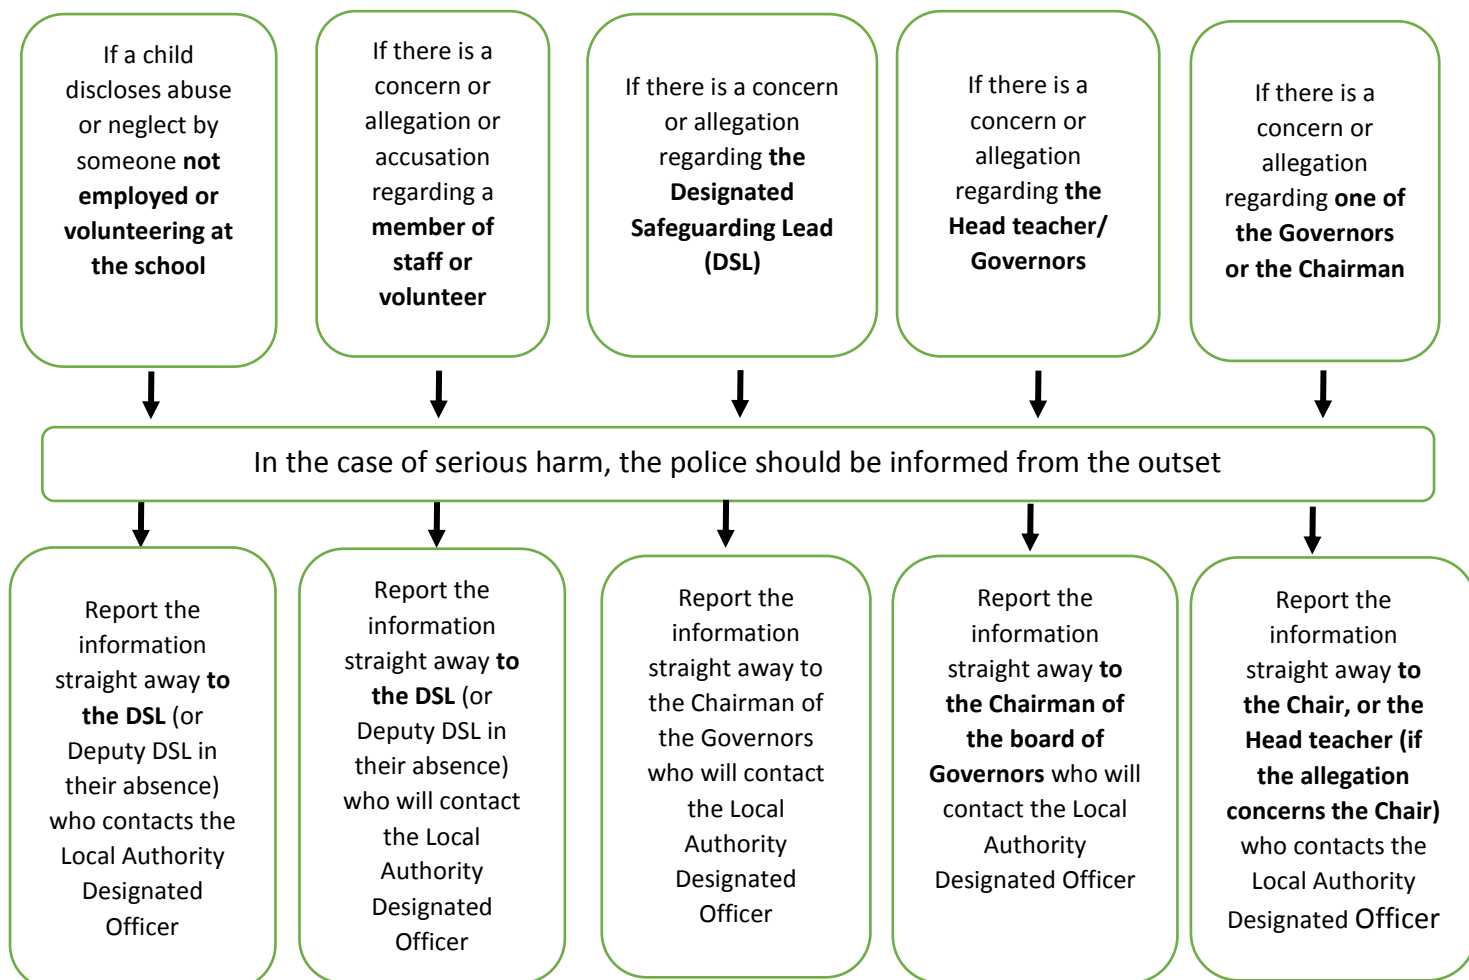 If a child
discloses abuse
or neglect by
someone not
employed or
volunteering at
the school
If there is a
concern or
allegation or
accusation
regarding a
member of
staff or
volunteer
If there is a concern
or allegation
regarding the
Designated
Safeguarding Lead
(DSL)
If there is a
concern or
allegation
regarding the
Head teacher/
Governors
If there is a
concern or
allegation
regarding one of
the Governors
or the Chairman
In the case of serious harm, the police should be informed from the outset
Report the
information
straight away to
the DSL (or
Deputy DSL in
their absence)
who contacts the
Local Authority
Designated
Officer
Report the
information
straight away to
the DSL (or
Deputy DSL in
their absence)
who will contact
the Local
Authority
Designated
Officer
Report the
information
straight away to
the Chairman of
the Governors
who will contact
the Local
Authority
Designated
Officer
Report the
information
straight away to
the Chairman of
the board of
Governors who will
contact the Local
Authority
Designated Officer
Report the
information
straight away to
the Chair, or the
Head teacher (if
the allegation
concerns the Chair)
who contacts the
Local Authority
Designated Officer